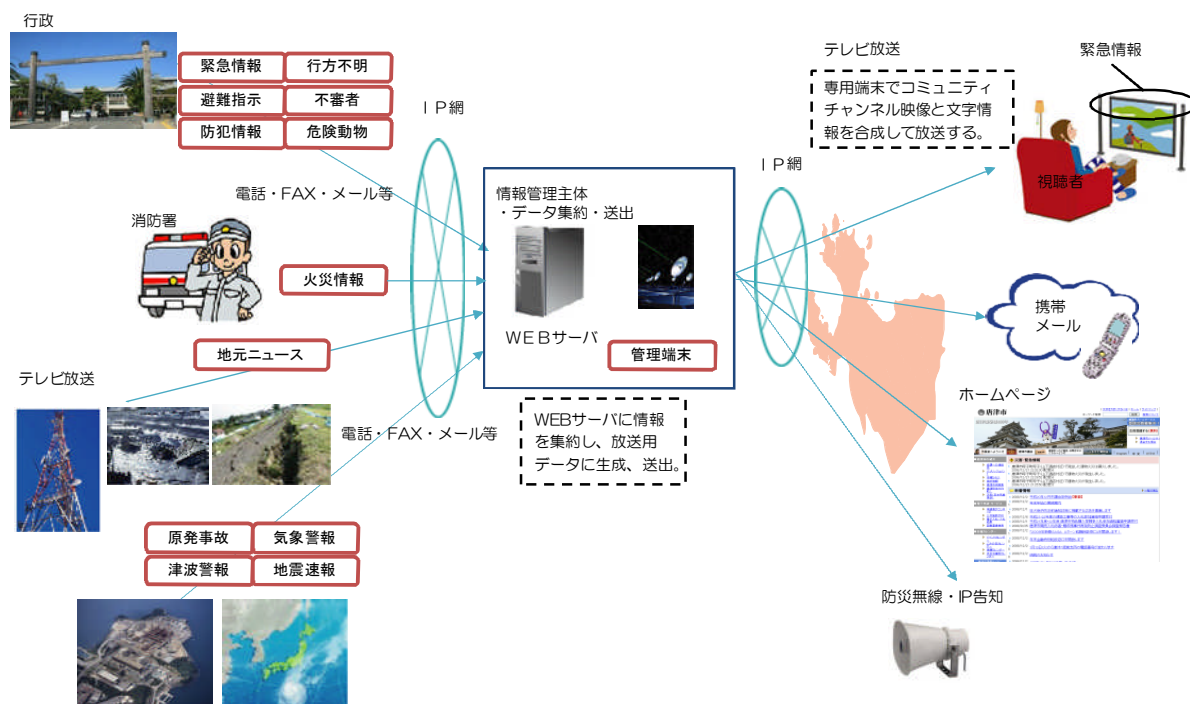 行政
緊急情報
行方不明
避難指示
不審者
防犯情報
危険動物
ＩＰ網
電話・FAX・メール等
消防署
火災情報
地元ニュース
テレビ放送
電話・FAX・メール等
原発事故
気象警報
津波警報
地震速報
情報管理主体
・データ集約・送出
ＷＥＢサーバ
管理端末
WEBサーバに情報
を集約し、放送用
データに生成、送出。
ＩＰ網
テレビ放送
専用端末でコミュニティ
チャンネル映像と文字情
報を合成して放送する。
緊急情報
視聴者
携帯
メール
ホームページ
唐津市
防災無線・IP告知